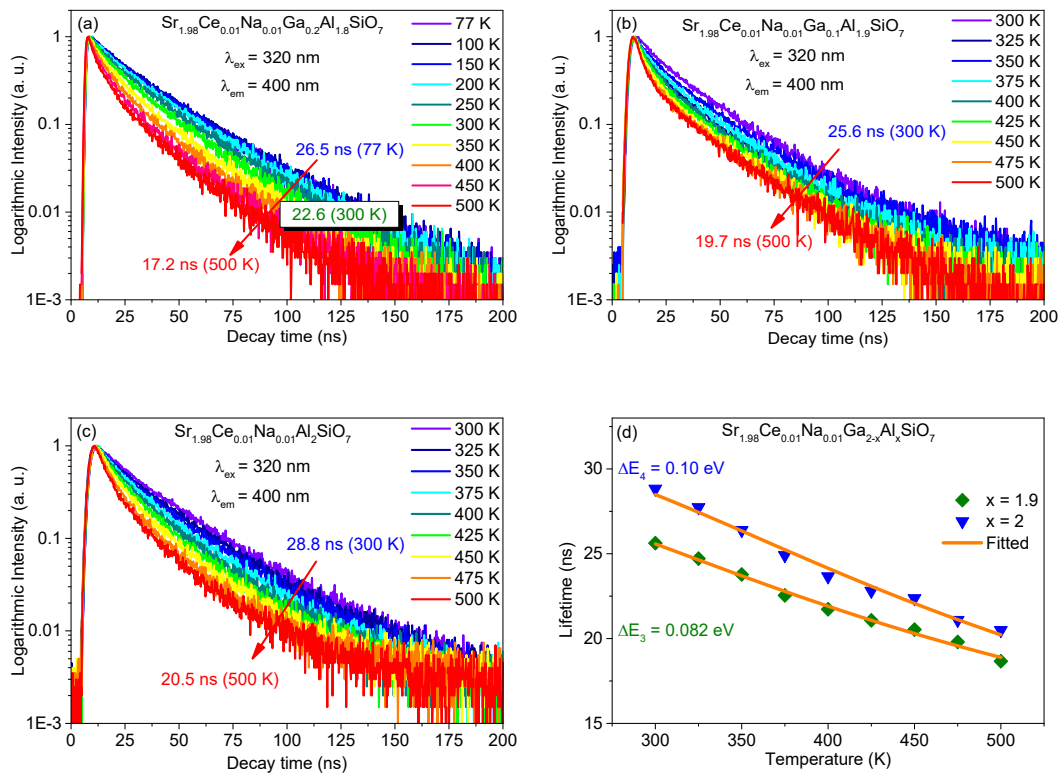 (a) Sr1.98Ce0.01Na0.01Ga0.2Al1.8SiO7
λex = 320 nm
λem = 400 nm
77 K
100 K
150 K
200 K
250 K
300 K
350 K
400 K
450 K
500 K
26.5 ns (77 K)
22.6 (300 K)
17.2 ns (500 K)
Logarithmic Intensity (a. u.)
1
0.1
0.01
1E-3
0 25 50 75 100 125 150 175 200
Decay time (ns)
(b) Sr1.98Ce0.01Na0.01Ga0.1Al1.9SiO7
λex = 320 nm
λem = 400 nm
300 K
325 K
350 K
375 K
400 K
425 K
450 K
475 K
500 K
25.6 ns (300 K)
19.7 ns (500 K)
Logarithmic Intensity (a. u.)
1
0.1
0.01
1E-3
0 25 50 75 100 125 150 175 200
Decay time (ns)
(c) Sr1.98Ce0.01Na0.01Al2SiO7
λex = 320 nm
λem = 400 nm
300 K
325 K
350 K
375 K
400 K
425 K
450 K
475 K
500 K
28.8 ns (300 K)
20.5 ns (500 K)
Logarithmic Intensity (a. u.)
1
0.1
0.01
1E-3
0 25 50 75 100 125 150 175 200
Decay time (ns)
(d) Sr1.98Ce0.01Na0.01Ga2-xAlxSiO7
ΔE4 = 0.10 eV
x = 1.9
x = 2
Fitted
ΔE3 = 0.082 eV
Lifetime (ns)
30
25
20
15
300 350 400 450 500
Temperature (K)